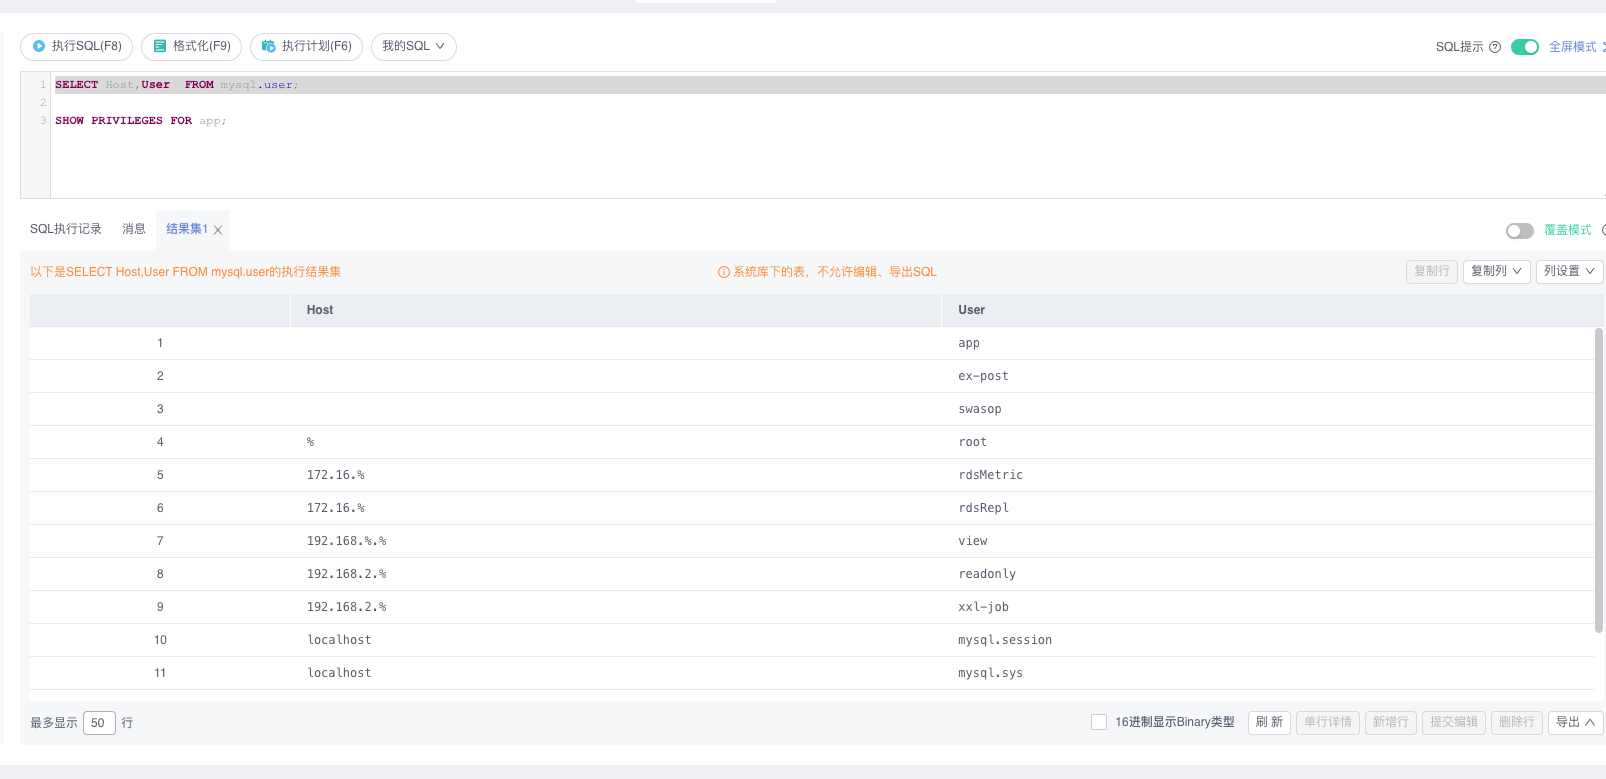 执行SQL(F8) 格式化(F9) 执行计划(F6) 我的SQL SQL提示 全屏模式
1 SELECT Host,User  FROM mysql.user;
2
3 SHOW PRIVILEGES FOR app;
SQL执行记录 消息 结果集1 覆盖模式
以下是SELECT Host,User FROM mysql.user的执行结果集 系统库下的表，不允许编辑、导出SQL 复制行 复制列 列设置
Host User
1 app
2 ex-post
3 swasop
4 % root
5 172.16.% rdsMetric
6 172.16.% rdsRepl
7 192.168.%.% view
8 192.168.2.% readonly
9 192.168.2.% xxl-job
10 localhost mysql.session
11 localhost mysql.sys
最多显示 50 行 16进制显示Binary类型 刷 新 单行详情 新增行 提交编辑 删除行 导出